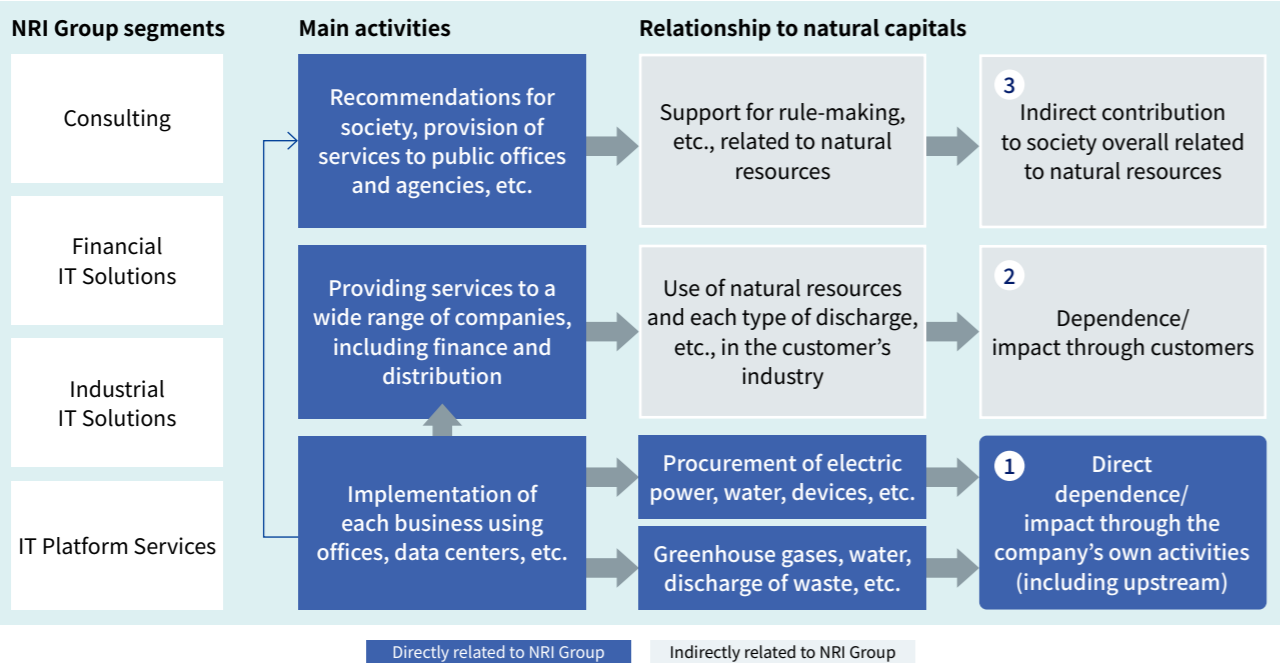 NRI Group segments
Main activities
Relationship to natural capitals
Consulting
Financial
IT Solutions
Industrial
IT Solutions
IT Platform Services
Recommendations for
society, provision of
services to public offices
and agencies, etc.
Support for rule-making,
etc., related to natural
resources
3
Indirect contribution
to society overall related
to natural resources
Providing services to a
wide range of companies,
including finance and
distribution
Use of natural resources
and each type of discharge,
etc., in the customer’s
industry
2
Dependence/
impact through customers
Implementation of
each business using
offices, data centers, etc.
Procurement of electric
power, water, devices, etc.
Greenhouse gases, water,
discharge of waste, etc.
1
Direct
dependence/
impact through the
company’s own activities
(including upstream)
Directly related to NRI Group
Indirectly related to NRI Group